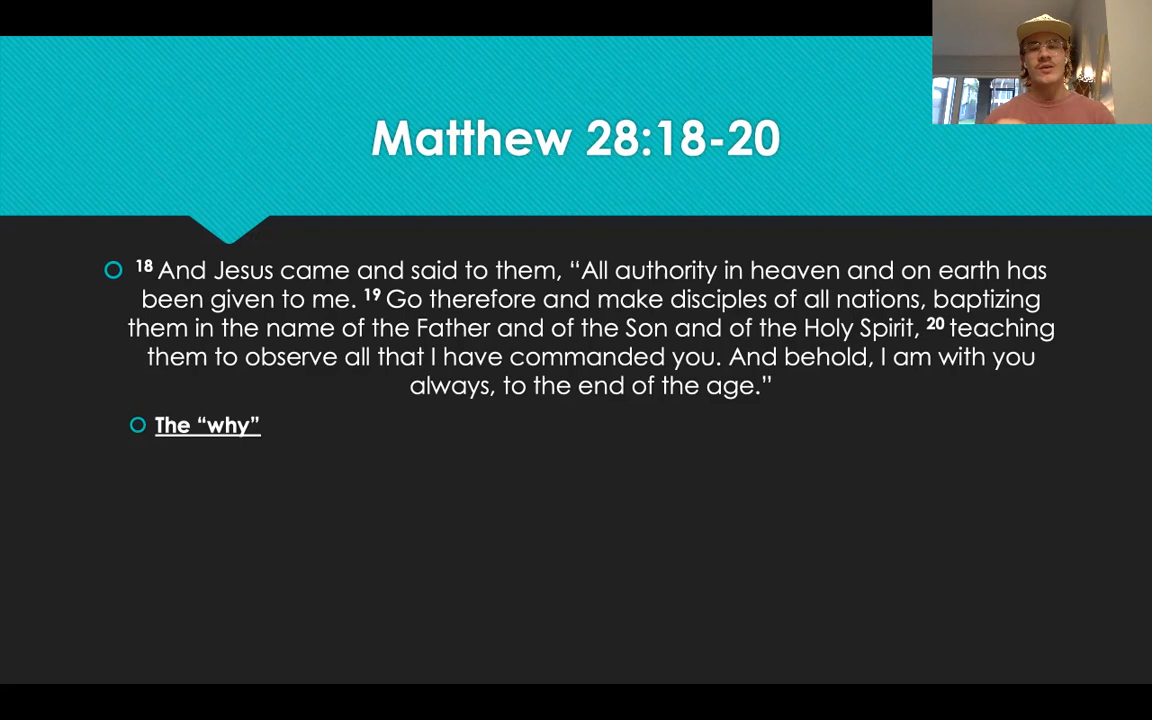 Matthew 28:18-20
18 And Jesus came and said to them, “All authority in heaven and on earth has
been given to me. 19 Go therefore and make disciples of all nations, baptizing
them in the name of the Father and of the Son and of the Holy Spirit, 20 teaching
them to observe all that I have commanded you. And behold, I am with you
always, to the end of the age.”
The “why”